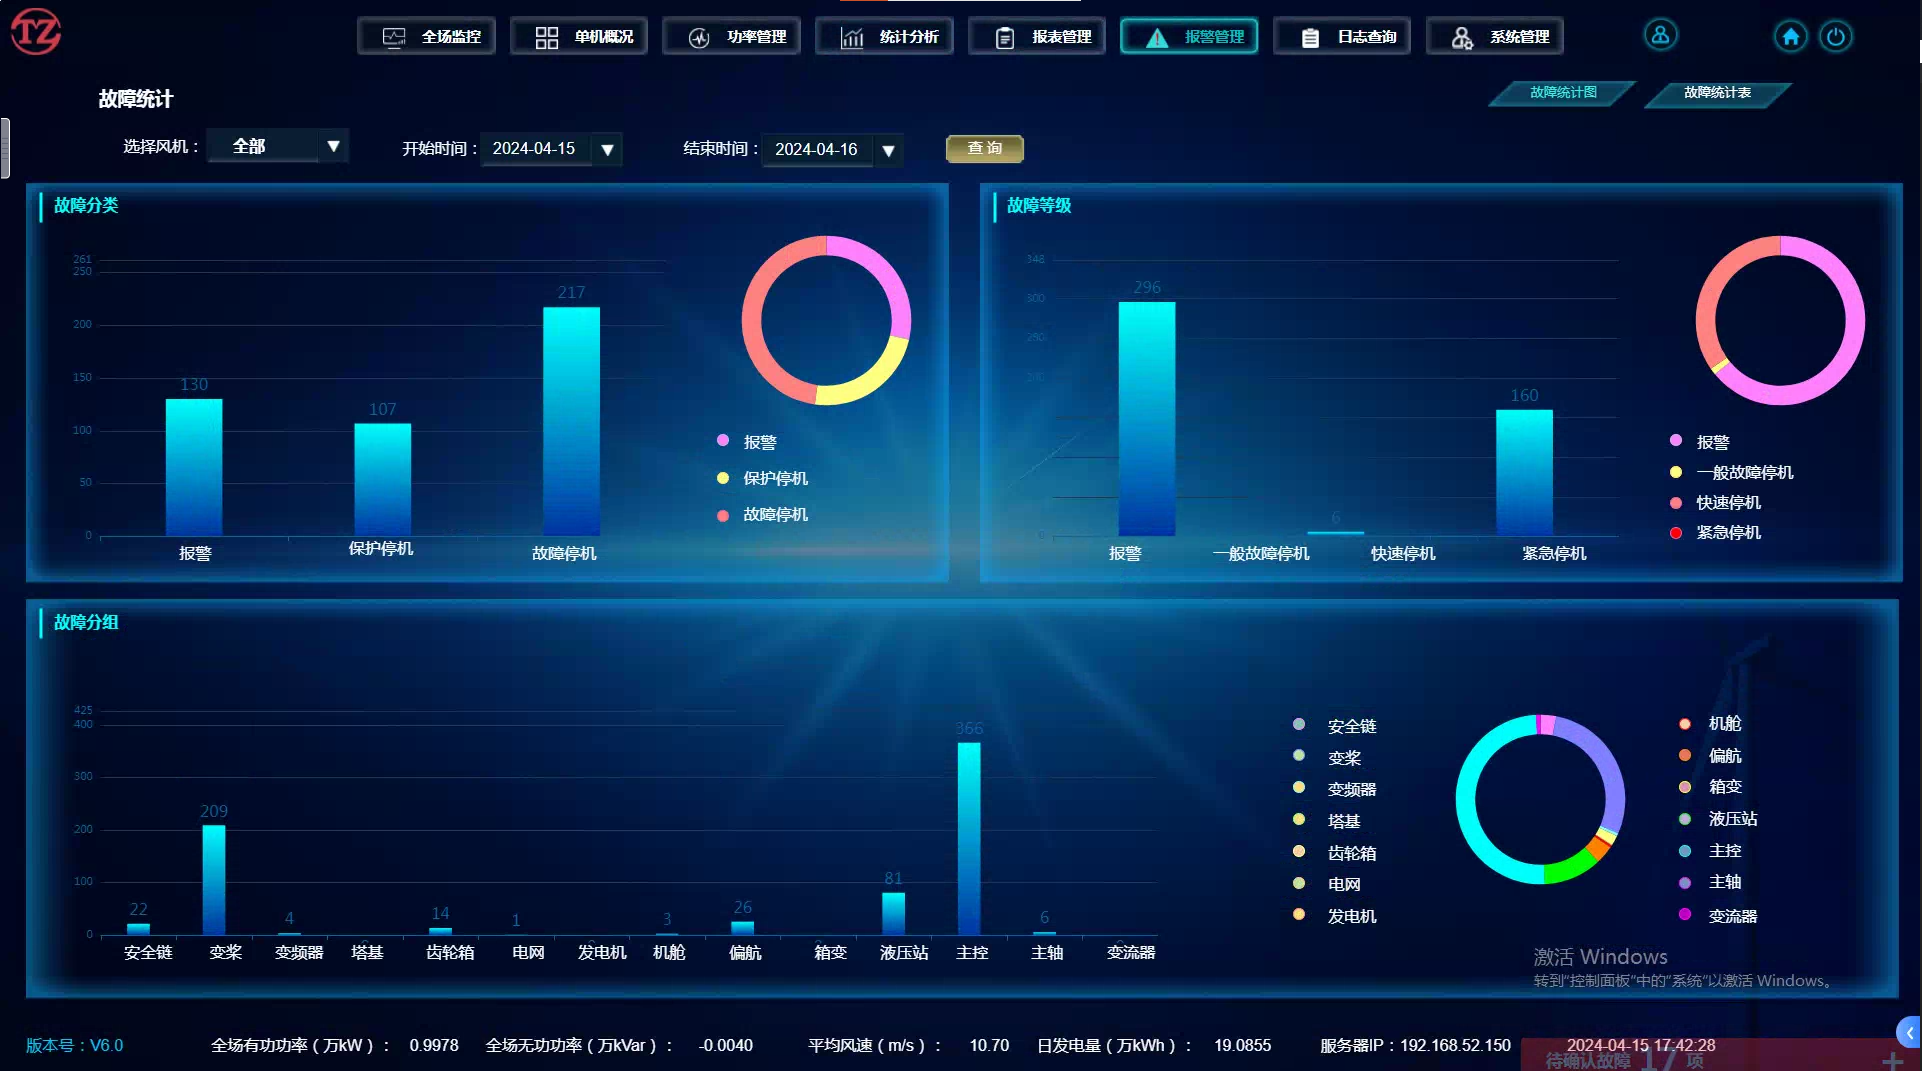 TZ
全场监控
单机概况
功率管理
统计分析
报表管理
报警管理
日志查询
系统管理
故障统计
故障统计图
故障统计表
选择风机：
全部
开始时间：
2024-04-15
结束时间：
2024-04-16
查 询
故障分类
261
250
200
150
100
50
0
130
107
217
报警
保护停机
故障停机
报警
保护停机
故障停机
故障等级
348
300
250
200
0
296
6
160
报警
一般故障停机
快速停机
紧急停机
报警
一般故障停机
快速停机
紧急停机
故障分组
425
400
300
200
100
0
22
209
4
14
1
3
26
81
366
6
安全链
变桨
变频器
塔基
齿轮箱
电网
发电机
机舱
偏航
箱变
液压站
主控
主轴
变流器
安全链
变桨
变频器
塔基
齿轮箱
电网
发电机
机舱
偏航
箱变
液压站
主控
主轴
变流器
激活 Windows
转到"控制面板"中的"系统"以激活 Windows。
版本号：V6.0
全场有功功率（万kW）： 0.9978
全场无功功率（万kVar）： -0.0040
平均风速（m/s）： 10.70
日发电量（万kWh）： 19.0855
服务器IP：192.168.52.150
2024-04-15 17:42:28
待确认故障 17 项